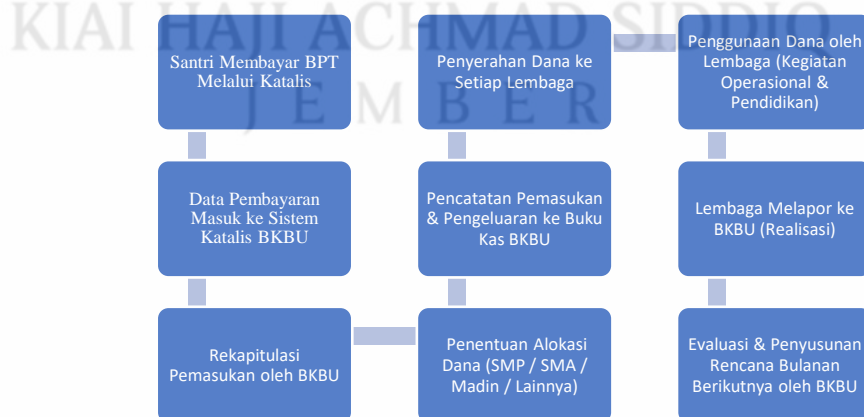 KIAI HAJI ACHMAD SIDDIQ
JEMBER
Santri Membayar BPT
Melalui Katalis
Data Pembayaran
Masuk ke Sistem
Katalis BKBU
Rekapitulasi
Pemasukan oleh BKBU
Penentuan Alokasi
Dana (SMP / SMA /
Madin / Lainnya)
Pencatatan Pemasukan
& Pengeluaran ke Buku
Kas BKBU
Penyerahan Dana ke
Setiap Lembaga
Penggunaan Dana oleh
Lembaga (Kegiatan
Operasional &
Pendidikan)
Lembaga Melapor ke
BKBU (Realisasi)
Evaluasi & Penyusunan
Rencana Bulanan
Berikutnya oleh BKBU